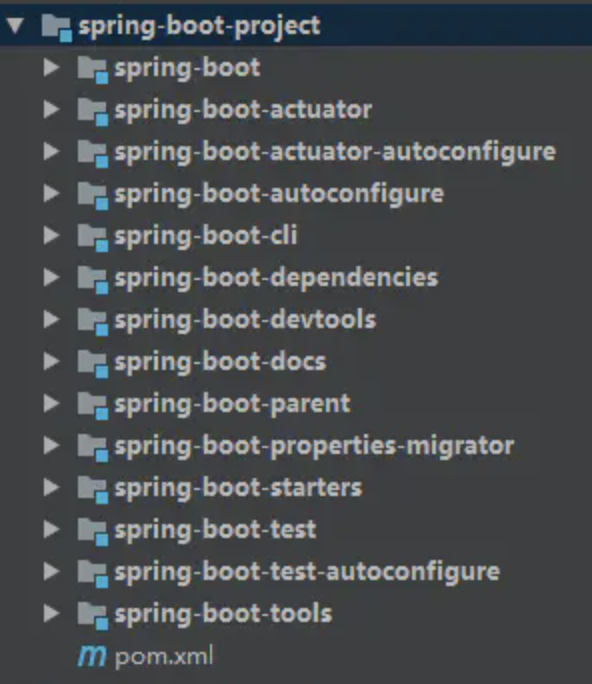 spring-boot-project
spring-boot
spring-boot-actuator
spring-boot-actuator-autoconfigure
spring-boot-autoconfigure
spring-boot-cli
spring-boot-dependencies
spring-boot-devtools
spring-boot-docs
spring-boot-parent
spring-boot-properties-migrator
spring-boot-starters
spring-boot-test
spring-boot-test-autoconfigure
spring-boot-tools
m pom.xml